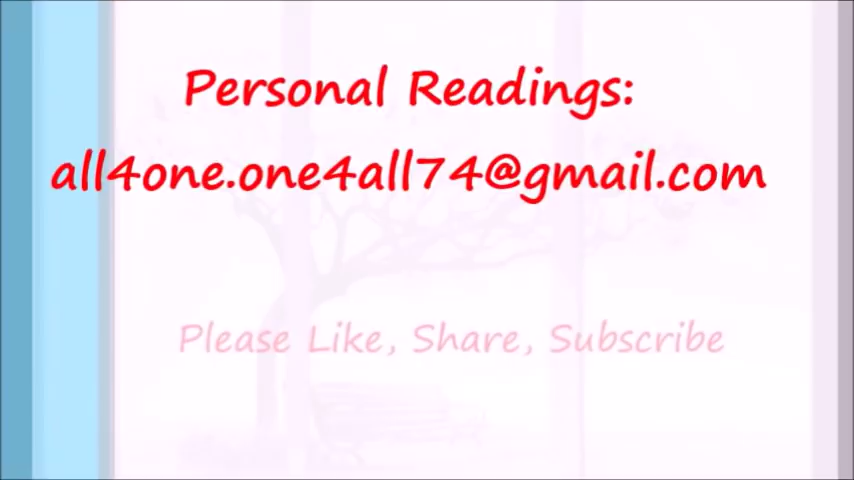 Personal Readings:
all4one.one4all74@gmail.com
Please Like, Share, Subscribe